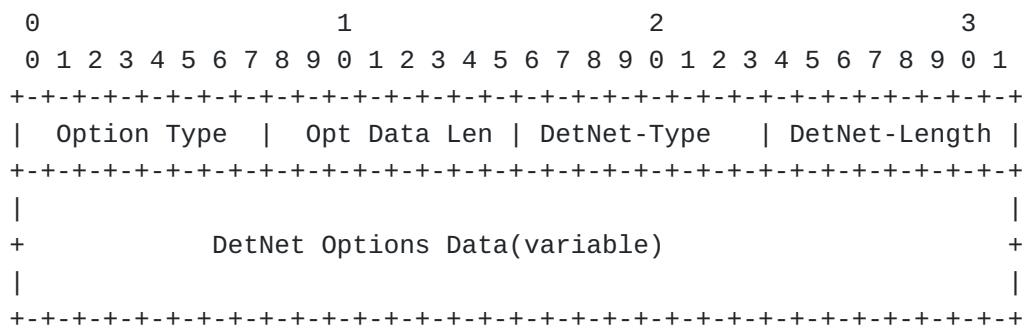 0                   1                   2                   3
 0 1 2 3 4 5 6 7 8 9 0 1 2 3 4 5 6 7 8 9 0 1 2 3 4 5 6 7 8 9 0 1
+-+-+-+-+-+-+-+-+-+-+-+-+-+-+-+-+-+-+-+-+-+-+-+-+-+-+-+-+-+-+-+-+
|  Option Type  |  Opt Data Len | DetNet-Type   | DetNet-Length |
+-+-+-+-+-+-+-+-+-+-+-+-+-+-+-+-+-+-+-+-+-+-+-+-+-+-+-+-+-+-+-+-+
|                                                               |
+            DetNet Options Data(variable)                      +
|                                                               |
+-+-+-+-+-+-+-+-+-+-+-+-+-+-+-+-+-+-+-+-+-+-+-+-+-+-+-+-+-+-+-+-+